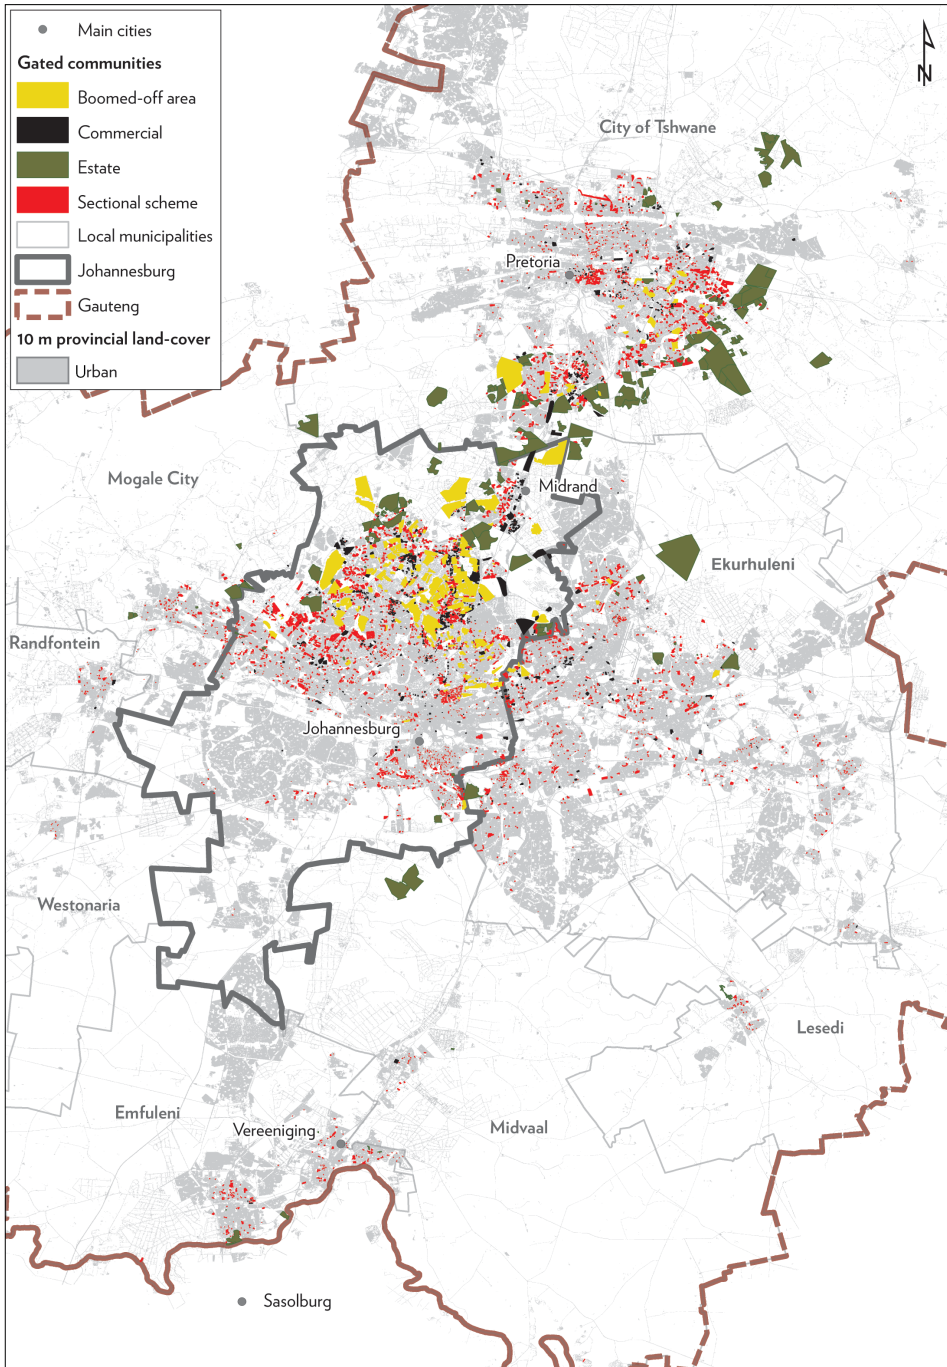 Main cities
Gated communities
Boomed-off area
Commercial
Estate
Sectional scheme
Local municipalities
Johannesburg
Gauteng
10 m provincial land-cover
Urban
N
City of Tshwane
Pretoria
Mogale City
Midrand
Ekurhuleni
Randfontein
Johannesburg
Westonaria
Lesedi
Emfuleni
Vereeniging
Midvaal
Sasolburg